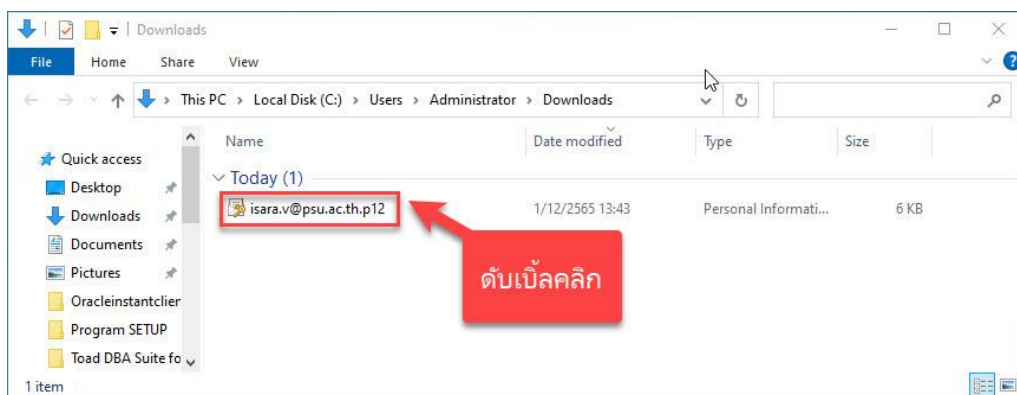 Downloads
File Home Share View
This PC > Local Disk (C:) > Users > Administrator > Downloads
Name Date modified Type Size
Quick access
Today (1)
Desktop
isara.v@psu.ac.th.p12 1/12/2565 13:43 Personal Informati... 6 KB
Downloads
Documents
Pictures
ดับเบิ้ลคลิก
Oracleinstantclier
Program SETUP
Toad DBA Suite fo
1 item